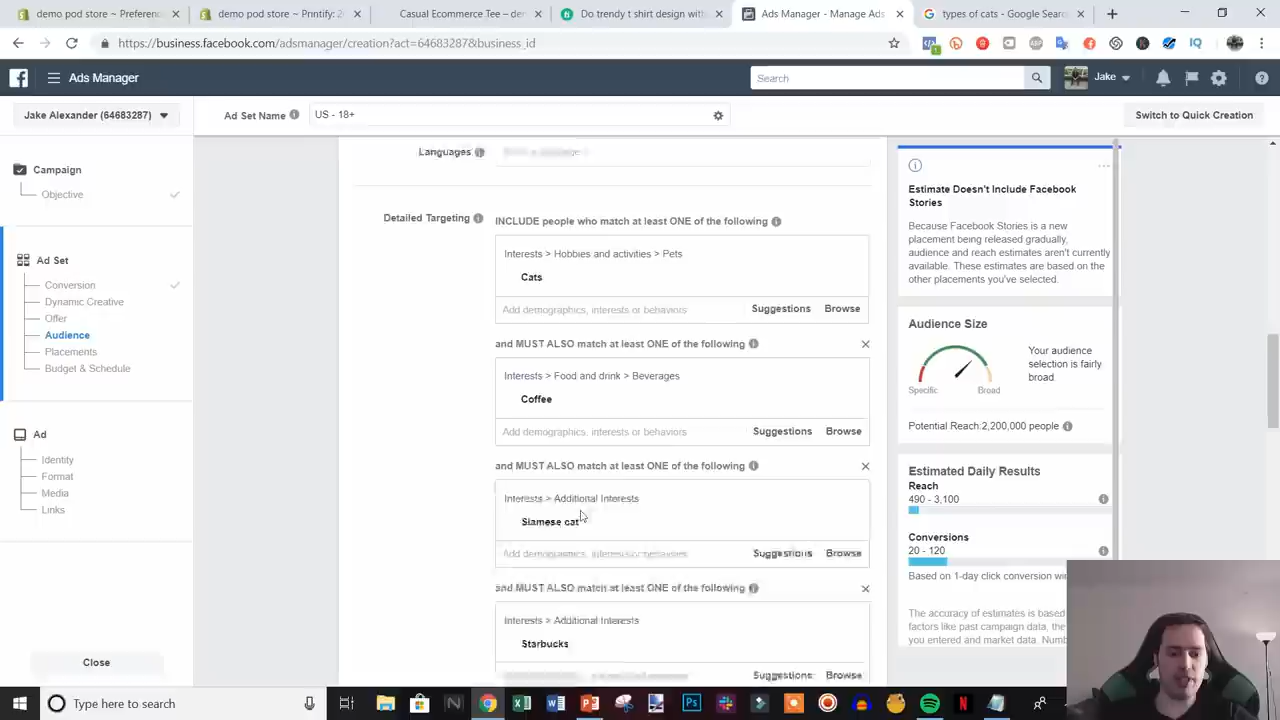 demo pod store ~ Preferenc
demo pod store ~ Printify: 2
Casual Ecommerce Tee – dem
Do trendy t shirt design with
Ads Manager - Manage Ads
types of cats - Google Search
https://business.facebook.com/adsmanager/creation?act=64683287&business_id
Ads Manager
Search
Jake
Jake Alexander (64683287)
Ad Set Name
US - 18+
Switch to Quick Creation
Campaign
Objective
Ad Set
Conversion
Dynamic Creative
Offer
Audience
Placements
Budget & Schedule
Ad
Identity
Format
Media
Links
Close
Languages
Detailed Targeting
INCLUDE people who match at least ONE of the following
Interests > Hobbies and activities > Pets
Cats
Add demographics, interests or behaviors
Suggestions
Browse
and MUST ALSO match at least ONE of the following
Interests > Food and drink > Beverages
Coffee
Add demographics, interests or behaviors
Suggestions
Browse
and MUST ALSO match at least ONE of the following
Interests > Additional Interests
Siamese cat
Add demographics, interests or behaviors
Suggestions
Browse
and MUST ALSO match at least ONE of the following
Interests > Additional Interests
Starbucks
Suggestions
Browse
Estimate Doesn't Include Facebook
Stories
Because Facebook Stories is a new
placement being released gradually,
audience and reach estimates aren't currently
available. These estimates are based on the
other placements you've selected.
Audience Size
Specific
Broad
Your audience
selection is fairly
broad
Potential Reach:2,200,000 people
Estimated Daily Results
Reach
490 - 3,100
Conversions
20 - 120
Based on 1-day click conversion wi
The accuracy of estimates is based
factors like past campaign data, the
you entered and market data. Numb
Type here to search